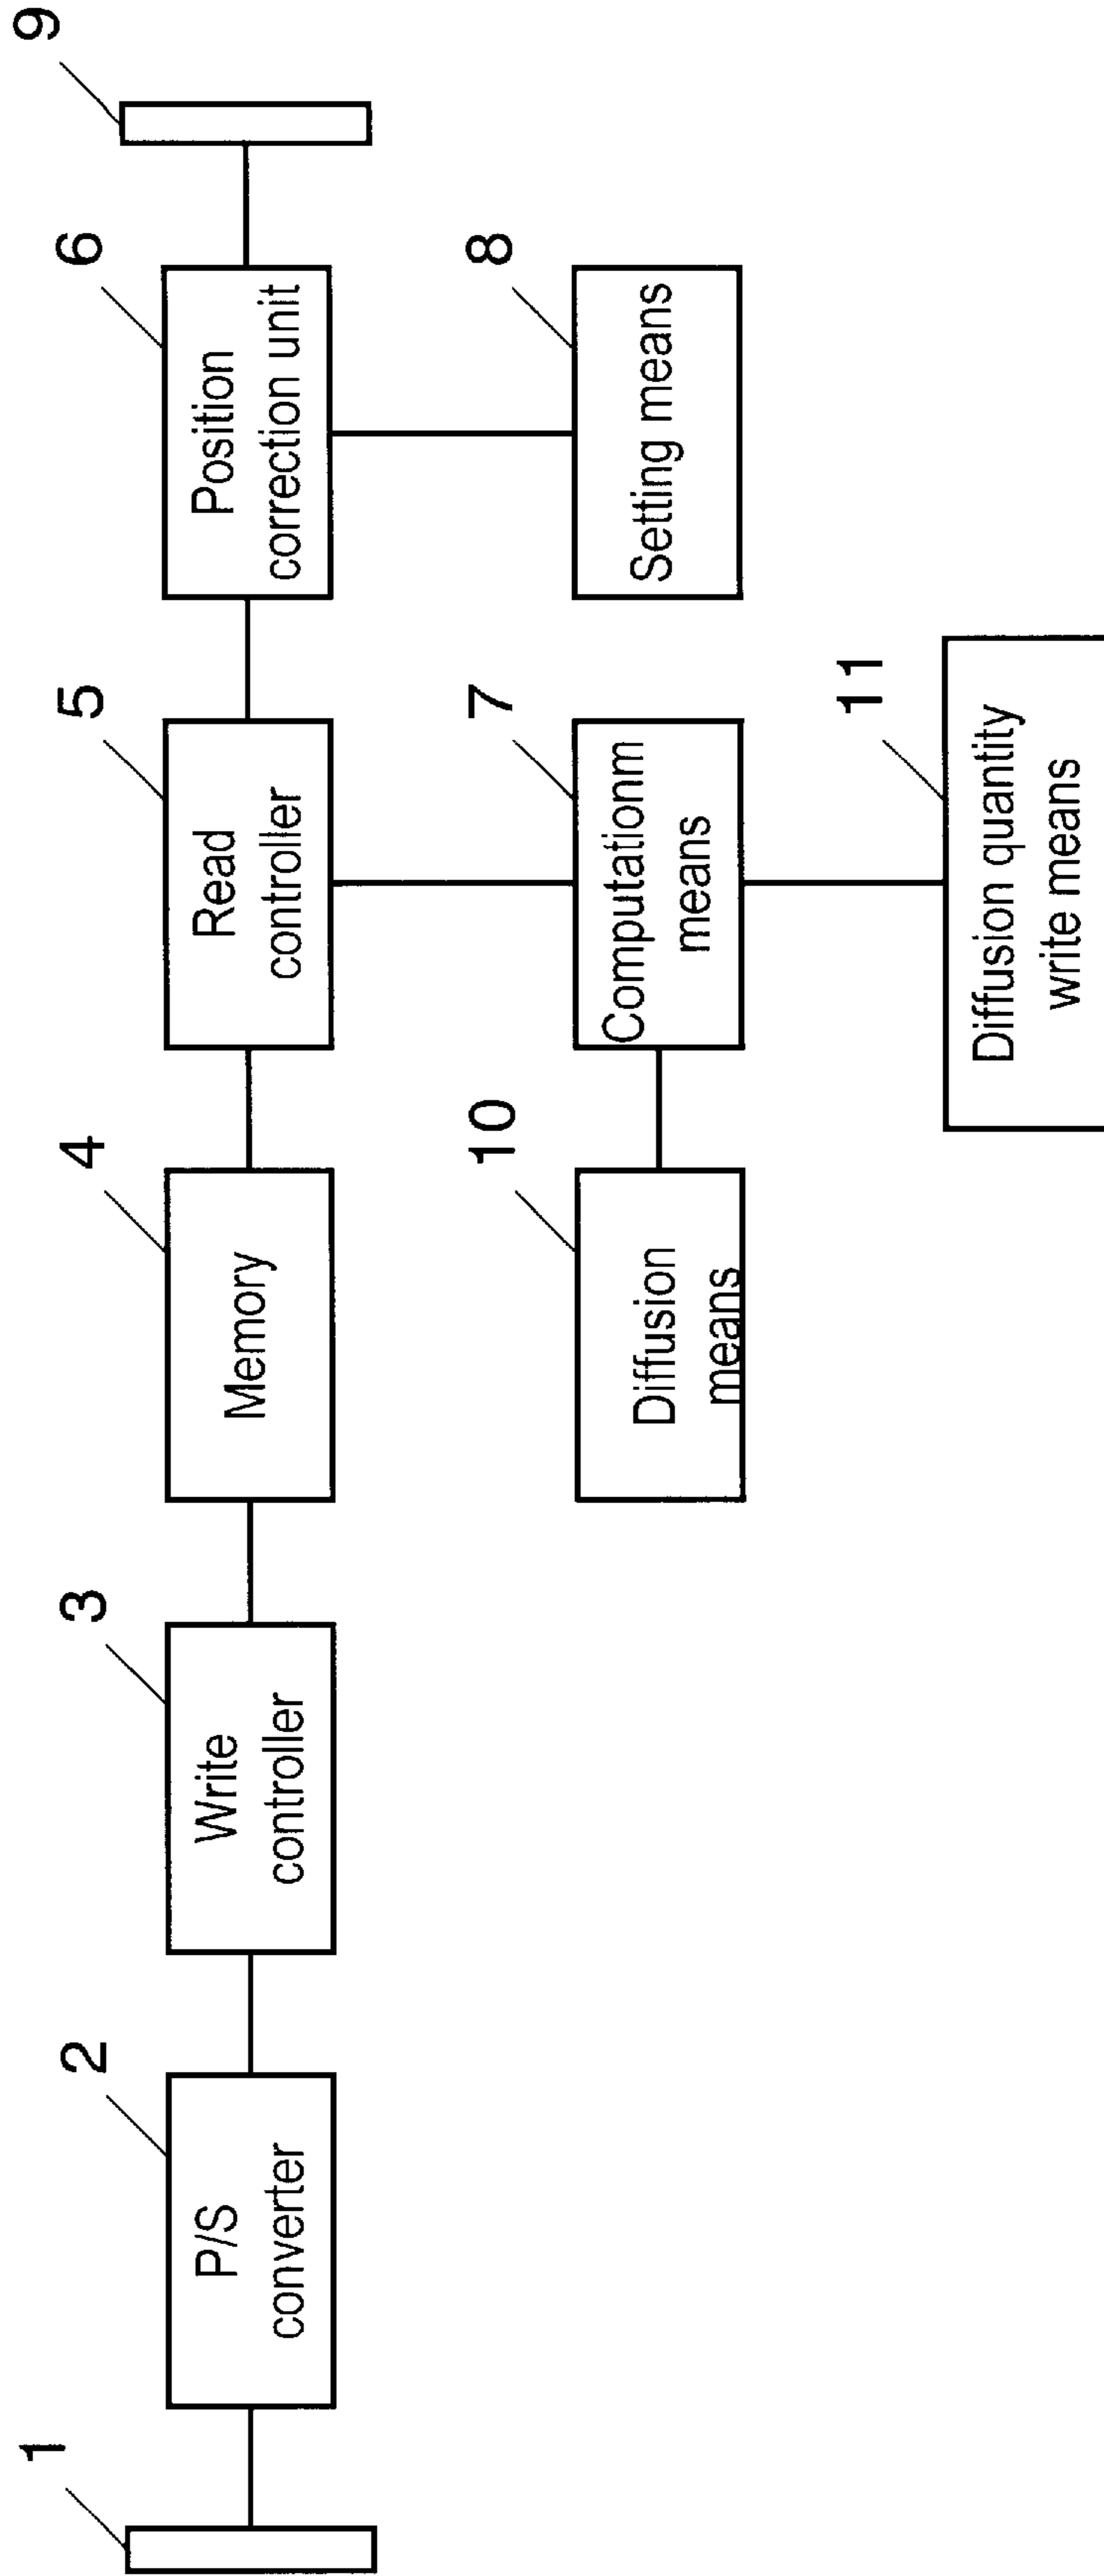 1
2
3
4
5
6
9
P/S
converter
Write
controller
Memory
Read
controller
Position
correction unit
10
7
8
Diffusion
means
Computationm
means
Setting means
11
Diffusion quantity
write means